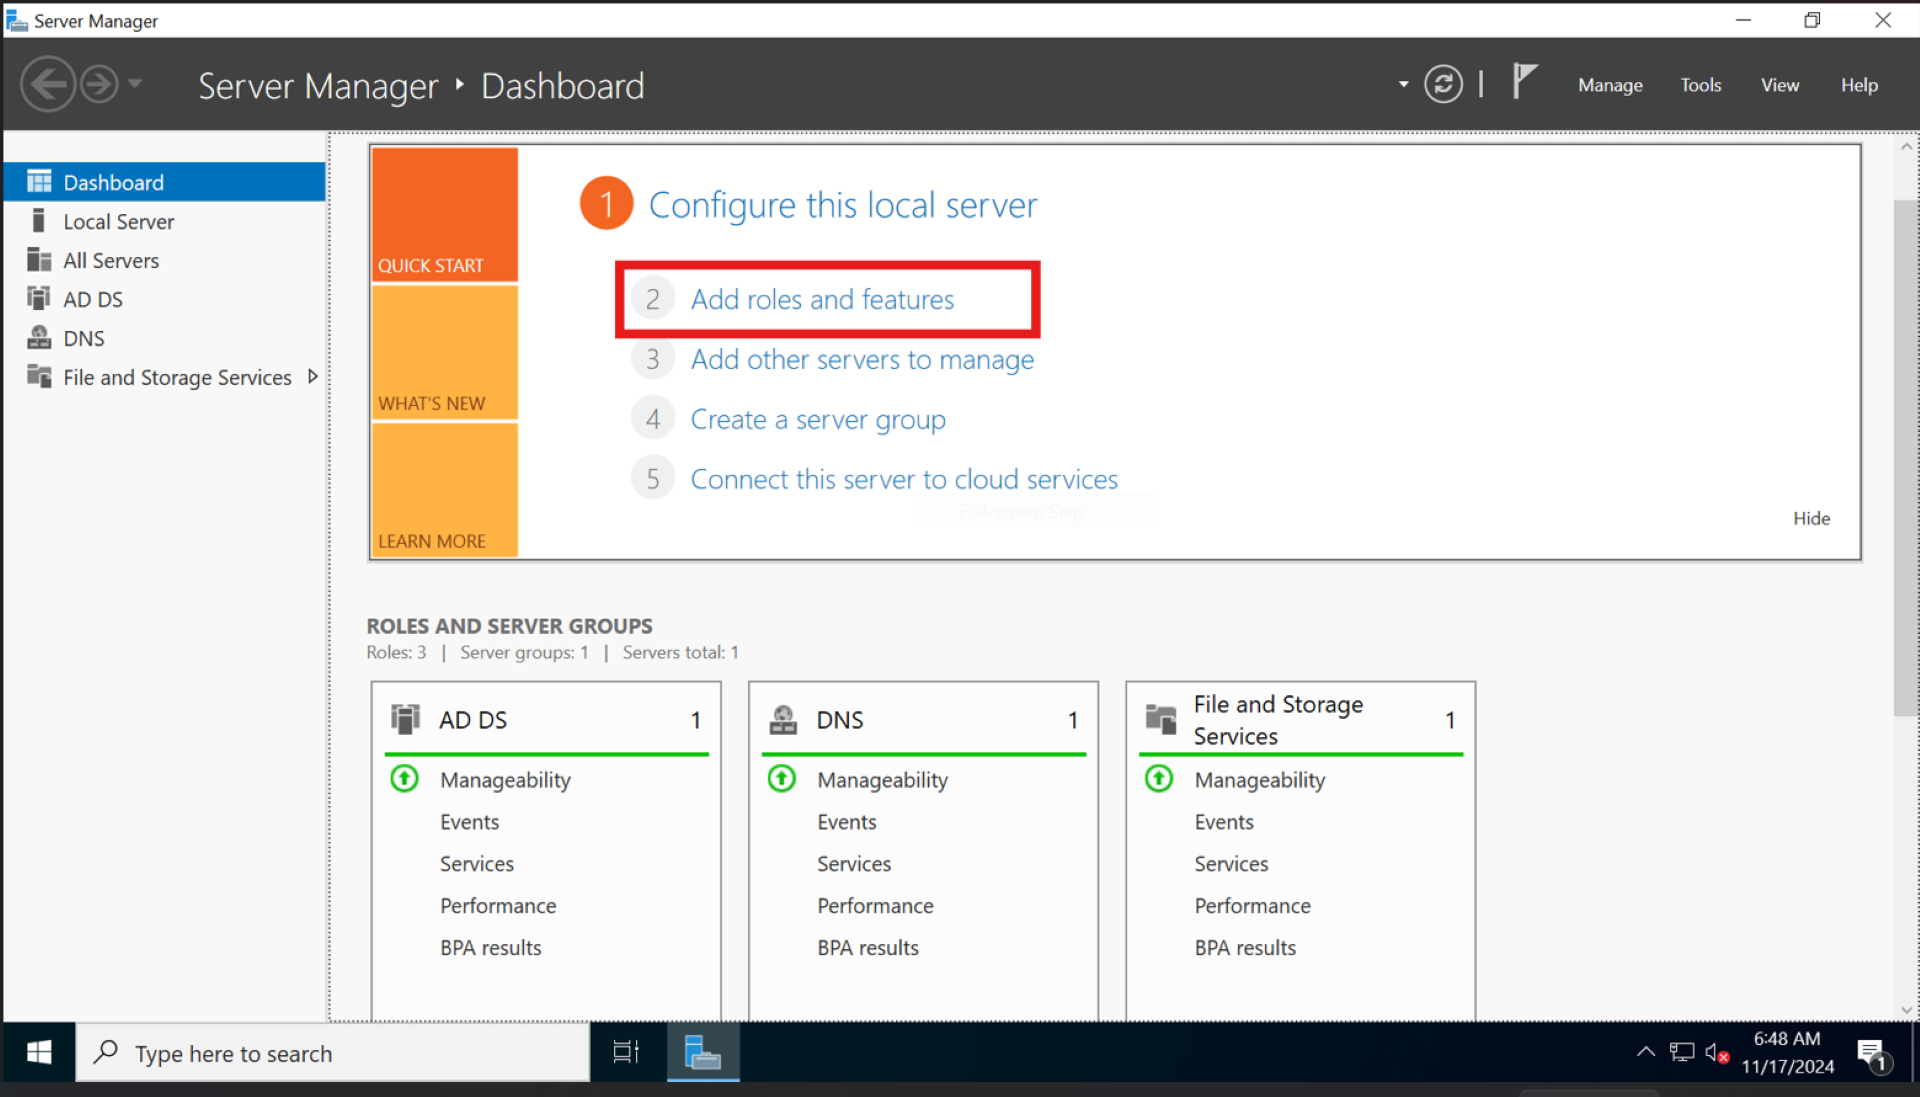 Server Manager
Server Manager ‣ Dashboard
Manage Tools View Help
Dashboard
Local Server
All Servers
AD DS
DNS
File and Storage Services
QUICK START
WHAT'S NEW
LEARN MORE
1 Configure this local server
2 Add roles and features
3 Add other servers to manage
4 Create a server group
5 Connect this server to cloud services
Full-screen Snip
Hide
ROLES AND SERVER GROUPS
Roles: 3 | Server groups: 1 | Servers total: 1
AD DS 1
Manageability
Events
Services
Performance
BPA results
DNS 1
Manageability
Events
Services
Performance
BPA results
File and Storage
Services 1
Manageability
Events
Services
Performance
BPA results
Type here to search
6:48 AM
11/17/2024
1